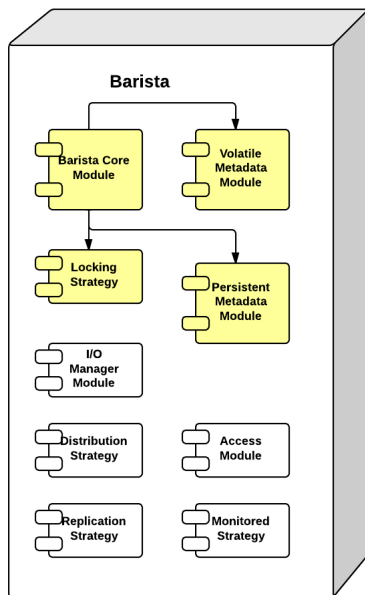 Barista
Barista Core
Module
Volatile
Metadata
Module
Locking
Strategy
Persistent
Metadata
Module
I/O
Manager
Module
Distribution
Strategy
Access
Module
Replication
Strategy
Monitored
Strategy